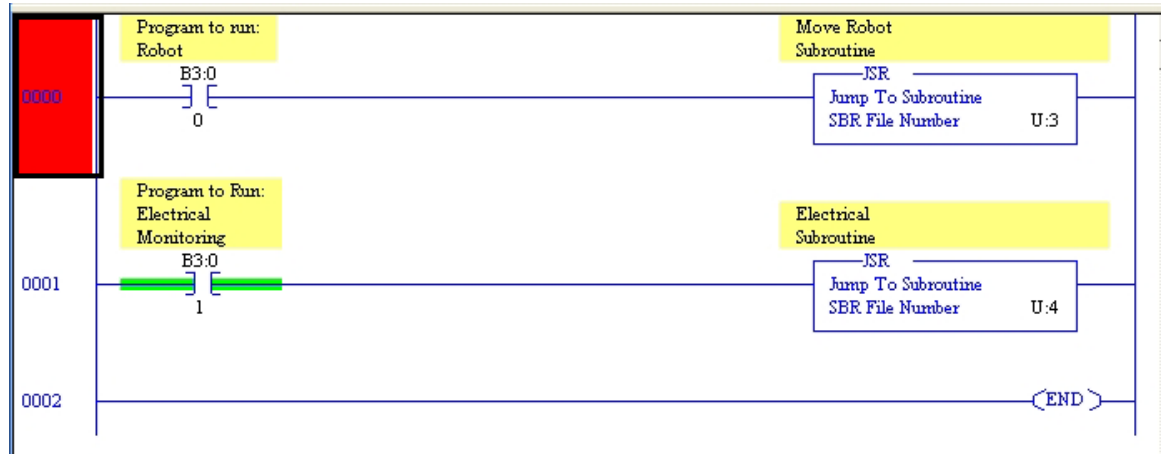 Program to run:
Robot
B3:0
0
0000
Move Robot
Subroutine
JSR
Jump To Subroutine
SBR File Number U:3
Program to Run:
Electrical
Monitoring
B3:0
1
0001
Electrical
Subroutine
JSR
Jump To Subroutine
SBR File Number U:4
0002
END